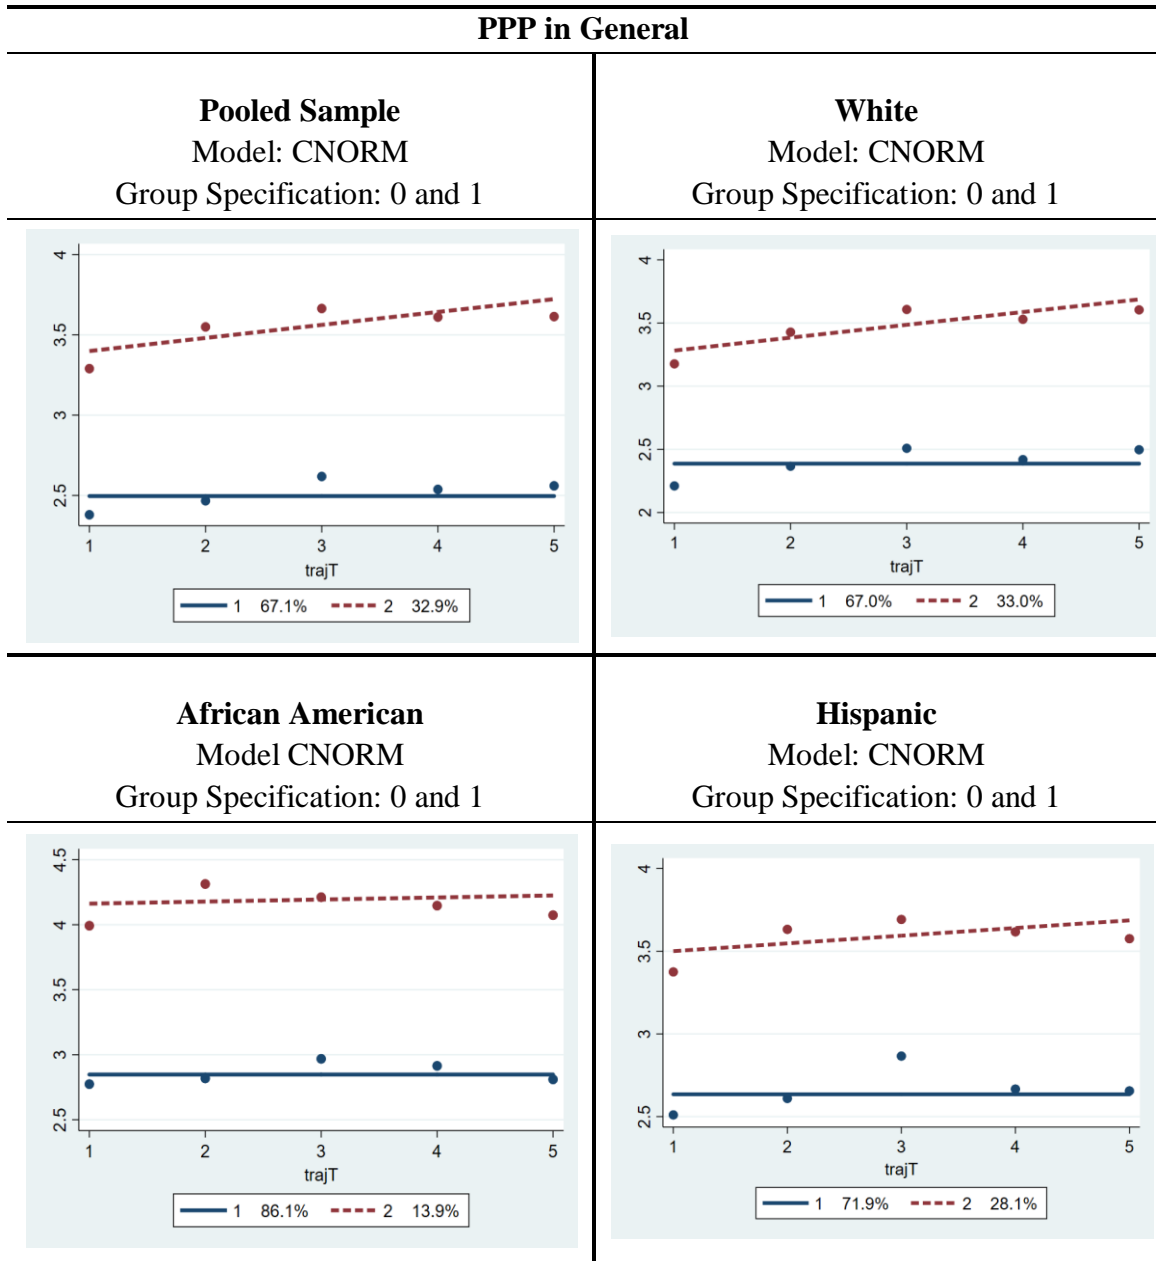 PPP in General
Pooled Sample
Model: CNORM
Group Specification: 0 and 1
White
Model: CNORM
Group Specification: 0 and 1
4
3.5
3
2.5
1 2 3 4 5
trajT
1 67.1% 2 32.9%
4
3.5
3
2.5
2
1 2 3 4 5
trajT
1 67.0% 2 33.0%
African American
Model CNORM
Group Specification: 0 and 1
Hispanic
Model: CNORM
Group Specification: 0 and 1
4.5
4
3.5
3
2.5
1 2 3 4 5
trajT
1 86.1% 2 13.9%
4
3.5
3
2.5
1 2 3 4 5
trajT
1 71.9% 2 28.1%